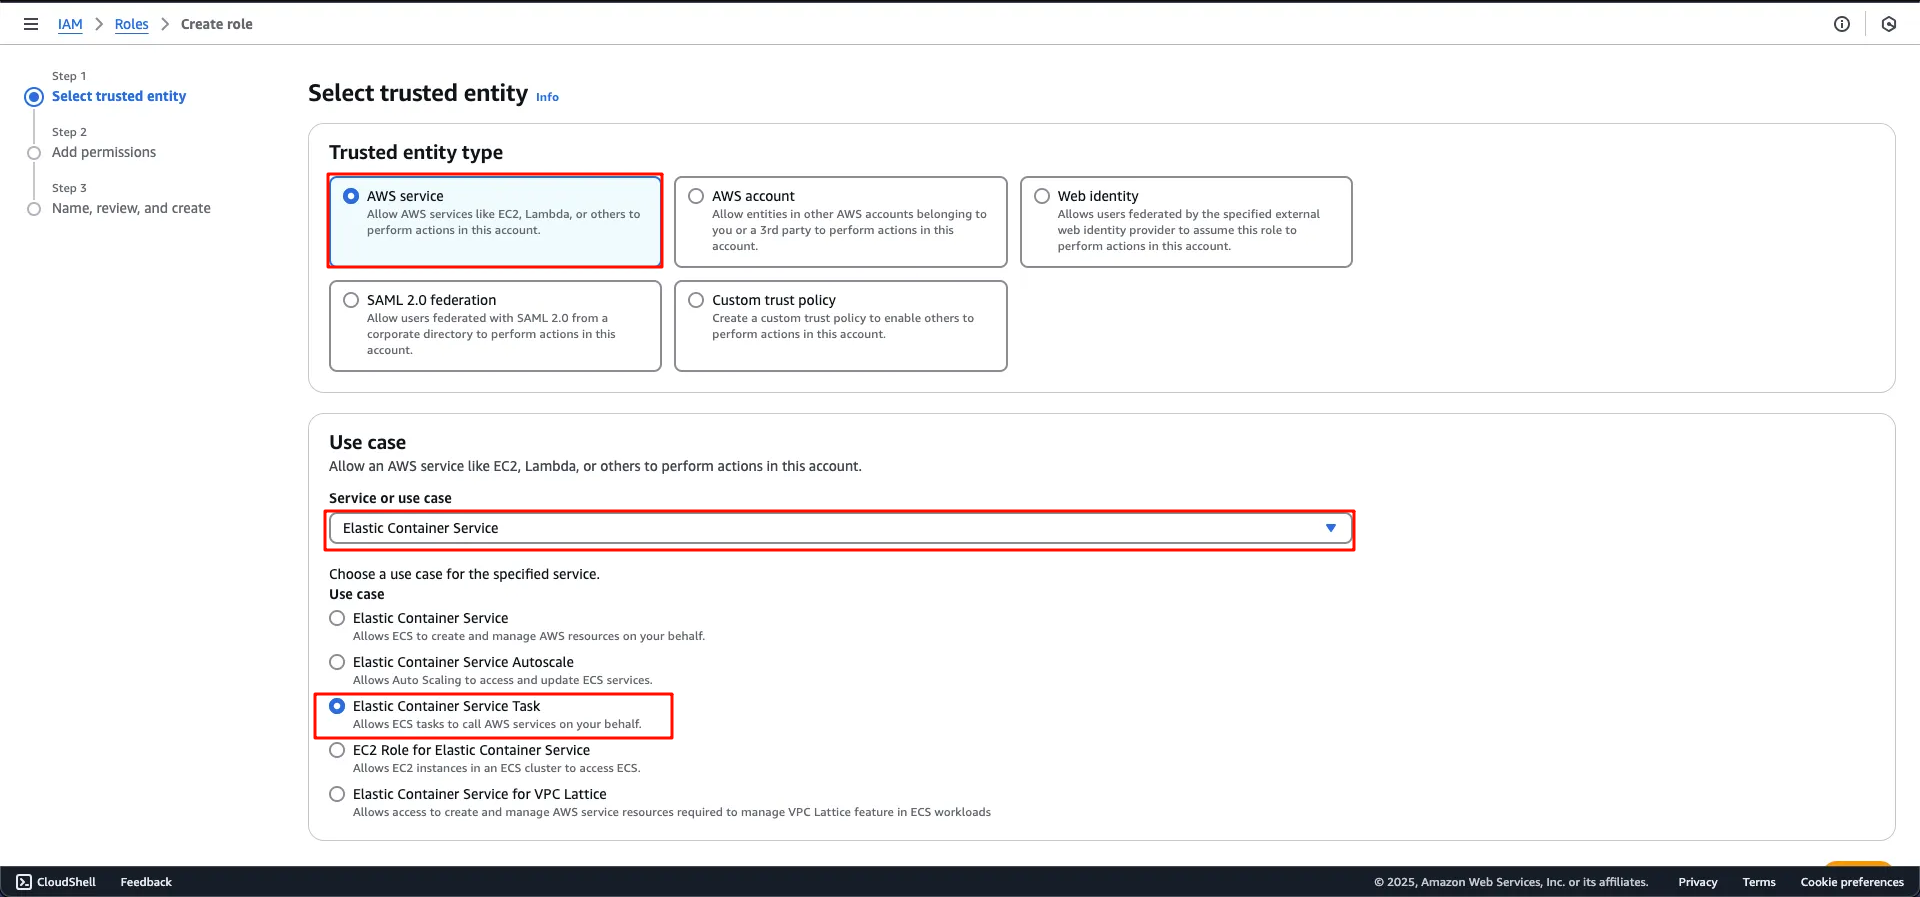 IAM > Roles > Create role
Step 1
Select trusted entity
Step 2
Add permissions
Step 3
Name, review, and create
Select trusted entity Info
Trusted entity type
AWS service
Allow AWS services like EC2, Lambda, or others to
perform actions in this account.
AWS account
Allow entities in other AWS accounts belonging to
you or a 3rd party to perform actions in this
account.
Web identity
Allows users federated by the specified external
web identity provider to assume this role to
perform actions in this account.
SAML 2.0 federation
Allow users federated with SAML 2.0 from a
corporate directory to perform actions in this
account.
Custom trust policy
Create a custom trust policy to enable others to
perform actions in this account.
Use case
Allow an AWS service like EC2, Lambda, or others to perform actions in this account.
Service or use case
Elastic Container Service
Choose a use case for the specified service.
Use case
Elastic Container Service
Allows ECS to create and manage AWS resources on your behalf.
Elastic Container Service Autoscale
Allows Auto Scaling to access and update ECS services.
Elastic Container Service Task
Allows ECS tasks to call AWS services on your behalf.
EC2 Role for Elastic Container Service
Allows EC2 instances in an ECS cluster to access ECS.
Elastic Container Service for VPC Lattice
Allows access to create and manage AWS service resources required to manage VPC Lattice feature in ECS workloads
CloudShell Feedback © 2025, Amazon Web Services, Inc. or its affiliates. Privacy Terms Cookie preferences